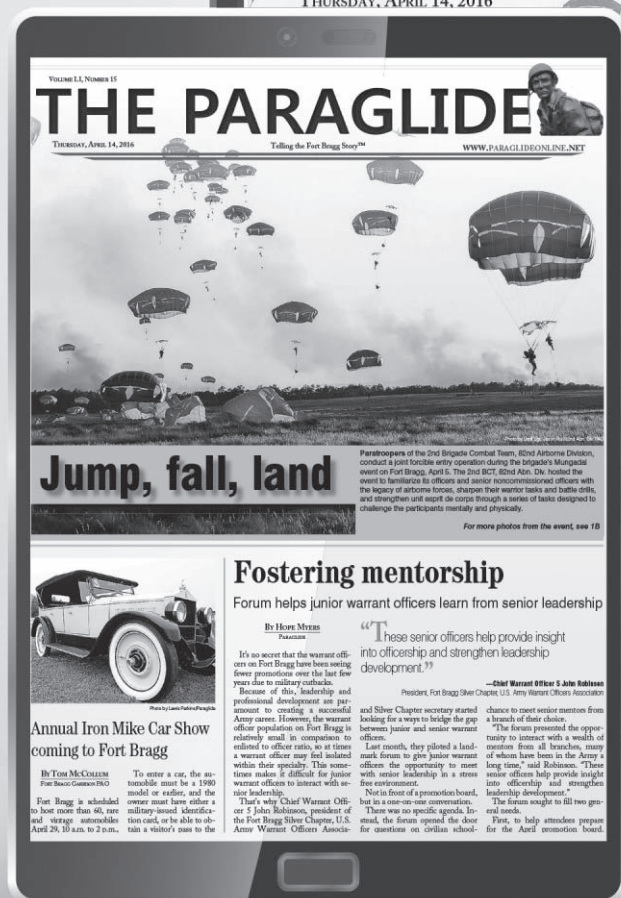 THURSDAY, APRIL 14, 2016
VOLUME LI, NUMBER 15
THE PARAGLIDE
THURSDAY, APRIL 14, 2016
Telling the Fort Bragg Story™
WWW.PARAGLIDEONLINE.NET
Jump, fall, land
Paratroopers of the 2nd Brigade Combat Team, 82nd Airborne Division,
conduct a joint forcible entry operation during the brigade's Mungadai
event on Fort Bragg, April 5. The 2nd BCT, 82nd Abn. Div. hosted the
event to familiarize its officers and senior noncommissioned officers with
the legacy of airborne forces, sharpen their warrior tasks and battle drills,
and strengthen unit esprit de corps through a series of tasks designed to
challenge the participants mentally and physically.
For more photos from the event, see 1B
Photo by Lewis Perkins/Paraglide
Annual Iron Mike Car Show
coming to Fort Bragg
BY TOM MCCOLLUM
FORT BRAGG GARRISON PAO
Fort Bragg is scheduled
to host more than 60, rare
and vintage automobiles
April 29, 10 a.m. to 2 p.m.,
To enter a car, the au-
tomobile must be a 1980
model or earlier, and the
owner must have either a
military-issued identifica-
tion card, or be able to ob-
tain a visitor's pass to the
Fostering mentorship
Forum helps junior warrant officers learn from senior leadership
BY HOPE MYERS
PARAGLIDE
It's no secret that the warrant offi-
cers on Fort Bragg have been seeing
fewer promotions over the last few
years due to military cutbacks.
Because of this, leadership and
professional development are par-
amount to creating a successful
Army career. However, the warrant
officer population on Fort Bragg is
relatively small in comparison to
enlisted to officer ratio, so at times
a warrant officer may feel isolated
within their specialty. This some-
times makes it difficult for junior
warrant officers to interact with se-
nior leadership.
That's why Chief Warrant Offi-
cer 5 John Robinson, president of
the Fort Bragg Silver Chapter, U.S.
Army Warrant Officers Associa-
“These senior officers help provide insight
into officership and strengthen leadership
development.”
—Chief Warrant Officer 5 John Robinson
President, Fort Bragg Silver Chapter, U.S. Army Warrant Officers Association
and Silver Chapter secretary started
looking for a ways to bridge the gap
between junior and senior warrant
officers.
Last month, they piloted a land-
mark forum to give junior warrant
officers the opportunity to meet
with senior leadership in a stress
free environment.
Not in front of a promotion board,
but in a one-on-one conversation.
There was no specific agenda. In-
stead, the forum opened the door
for questions on civilian school-
chance to meet senior mentors from
a branch of their choice.
"The forum presented the oppor-
tunity to interact with a wealth of
mentors from all branches, many
of whom have been in the Army a
long time," said Robinson. "These
senior officers help provide insight
into officership and strengthen
leadership development."
The forum sought to fill two gen-
eral needs.
First, to help attendees prepare
for the April promotion board.